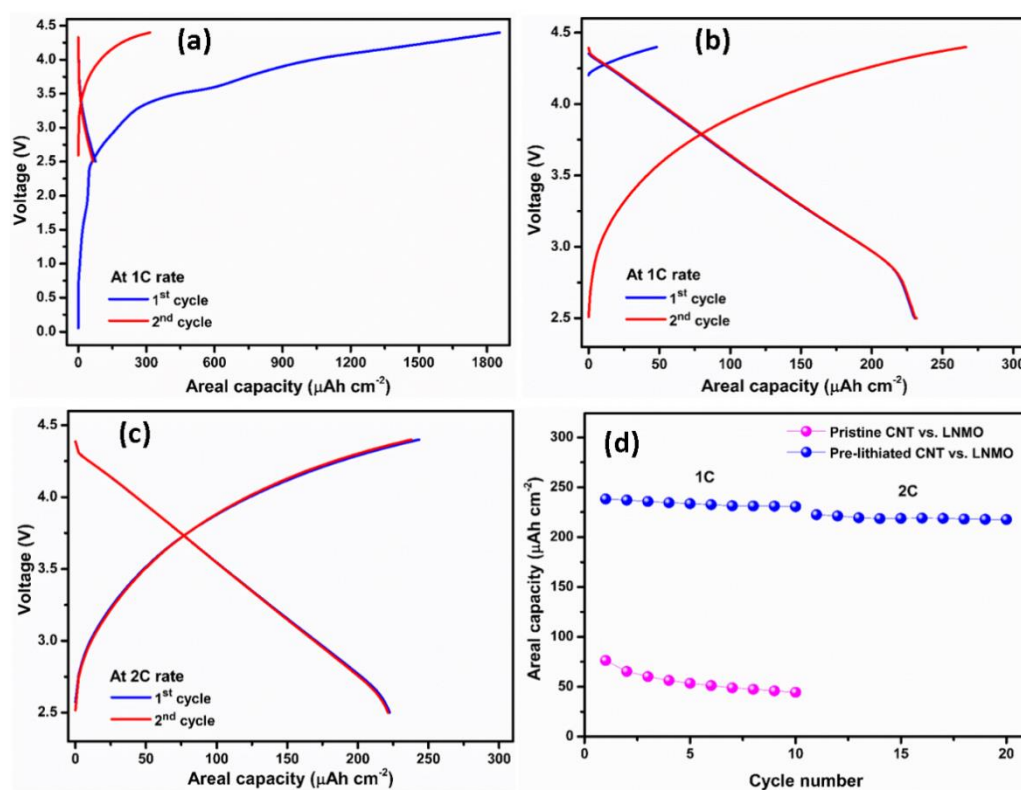 (a)
Voltage (V)
4.5
4.0
3.5
3.0
2.5
2.0
1.5
1.0
0.5
0.0
At 1C rate
1st cycle
2nd cycle
0 300 600 900 1200 1500 1800
Areal capacity (μAh cm-2)
(b)
Voltage (V)
4.5
4.0
3.5
3.0
2.5
At 1C rate
1st cycle
2nd cycle
0 50 100 150 200 250 300
Areal capacity (μAh cm-2)
(c)
Voltage (V)
4.5
4.0
3.5
3.0
2.5
At 2C rate
1st cycle
2nd cycle
0 50 100 150 200 250 300
Areal capacity (μAh cm-2)
(d)
Areal capacity (μAh cm-2)
300
250
200
150
100
50
0
Pristine CNT vs. LNMO
Pre-lithiated CNT vs. LNMO
1C
2C
0 5 10 15 20
Cycle number